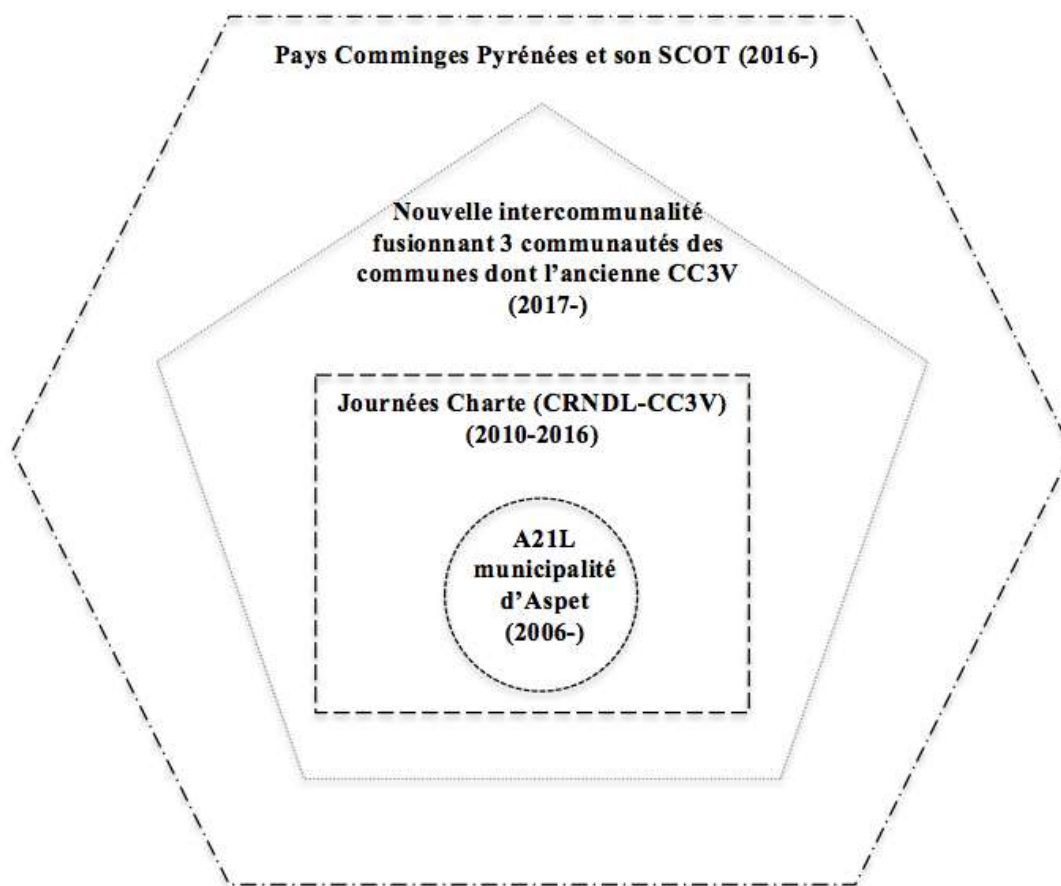 Pays Comminges Pyrénées et son SCOT (2016-)
Nouvelle intercommunalité
fusionnant 3 communautés des
communes dont l’ancienne CC3V
(2017-)
Journées Charte (CRNDL-CC3V)
(2010-2016)
A21L
municipalité
d’Aspet
(2006-)